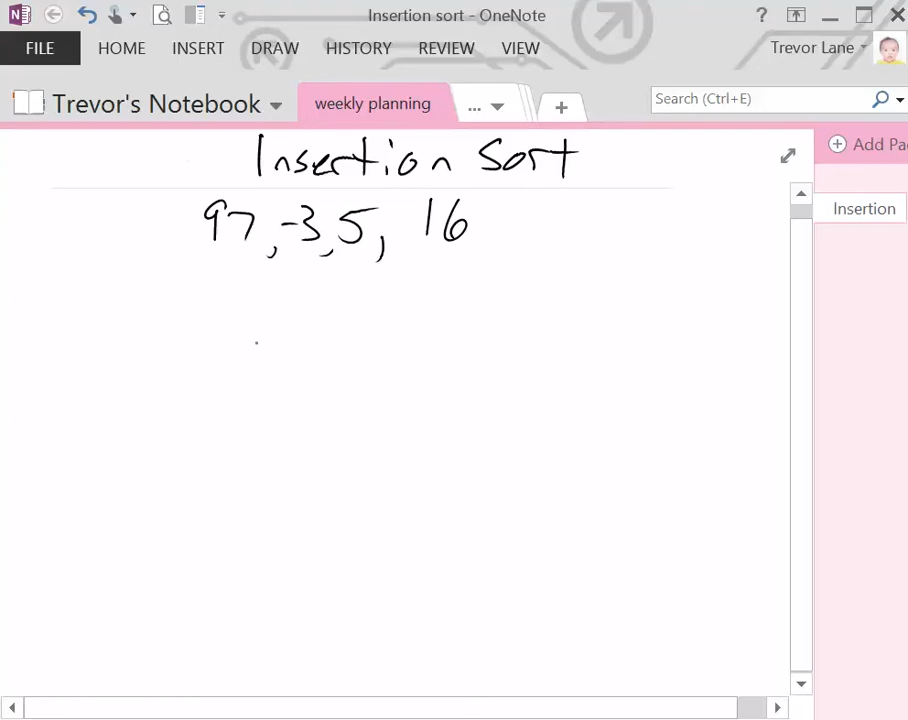 Insertion sort - OneNote
?
FILE HOME INSERT DRAW HISTORY REVIEW VIEW
Trevor Lane
Trevor's Notebook
weekly planning
...
+
Search (Ctrl+E)
Insertion Sort
+ Add Pa
97, -3, 5, 16
Insertion